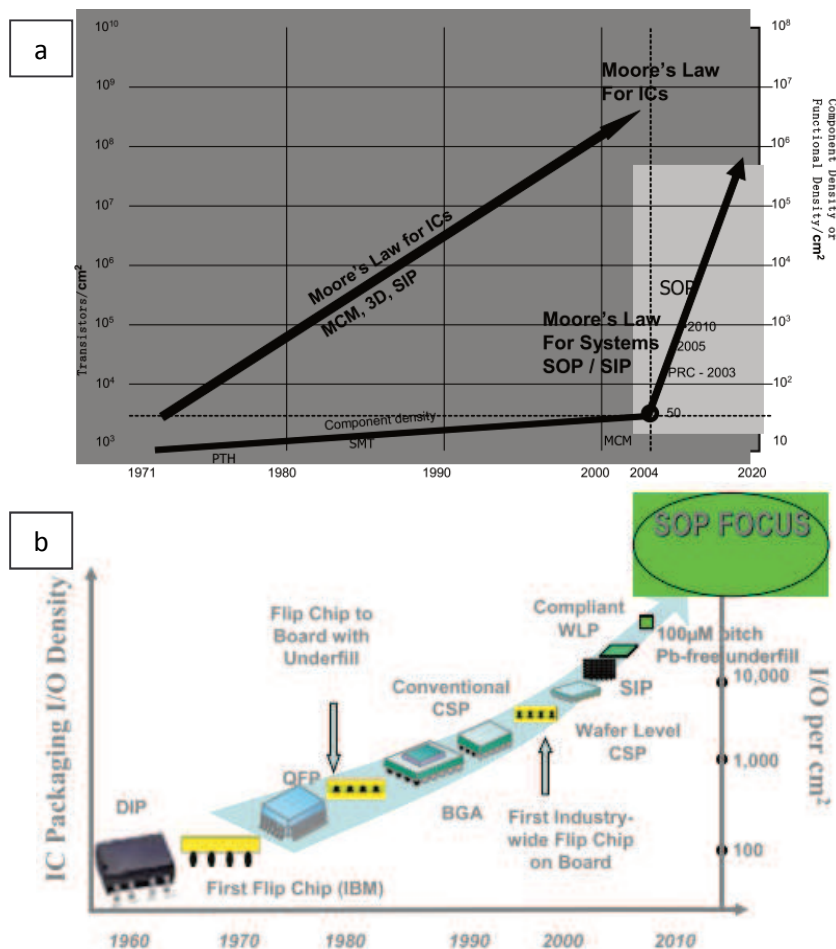 a
10^10
10^9
10^8
10^7
10^6
10^5
10^4
10^3
Transistors/cm²
10^8
10^7
10^6
10^5
10^4
10^3
10^2
10
Component Density or
Functional Density/cm²
Moore's Law
For ICs
Moore's Law for ICs
MCM, 3D, SIP
SOP
Moore's Law
For Systems
SOP / SIP
2010
2005
PRC - 2003
50
Component density
PTH
SMT
MCM
1971
1980
1990
2000
2004
2020
b
SOP FOCUS
IC Packaging I/O Density
Flip Chip to
Board with
Underfill
Compliant
WLP
100µM pitch
Pb-free underfill
Conventional
CSP
SIP
10,000
I/O per cm²
QFP
Wafer Level
CSP
1,000
DIP
BGA
First Industry-
wide Flip Chip
on Board
100
First Flip Chip (IBM)
1960
1970
1980
1990
2000
2010